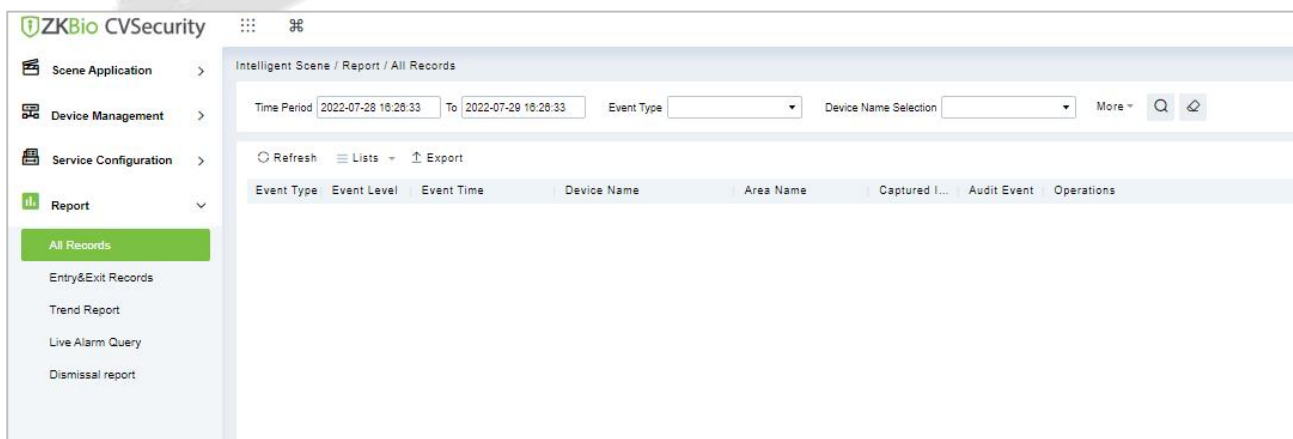 ZKBio CVSecurity
Scene Application
Device Management
Service Configuration
Report
All Records
Entry&Exit Records
Trend Report
Live Alarm Query
Dismissal report
Intelligent Scene / Report / All Records
Time Period 2022-07-28 16:26:33 To 2022-07-29 16:26:33 Event Type Device Name Selection More
Refresh Lists Export
Event Type Event Level Event Time Device Name Area Name Captured I... Audit Event Operations